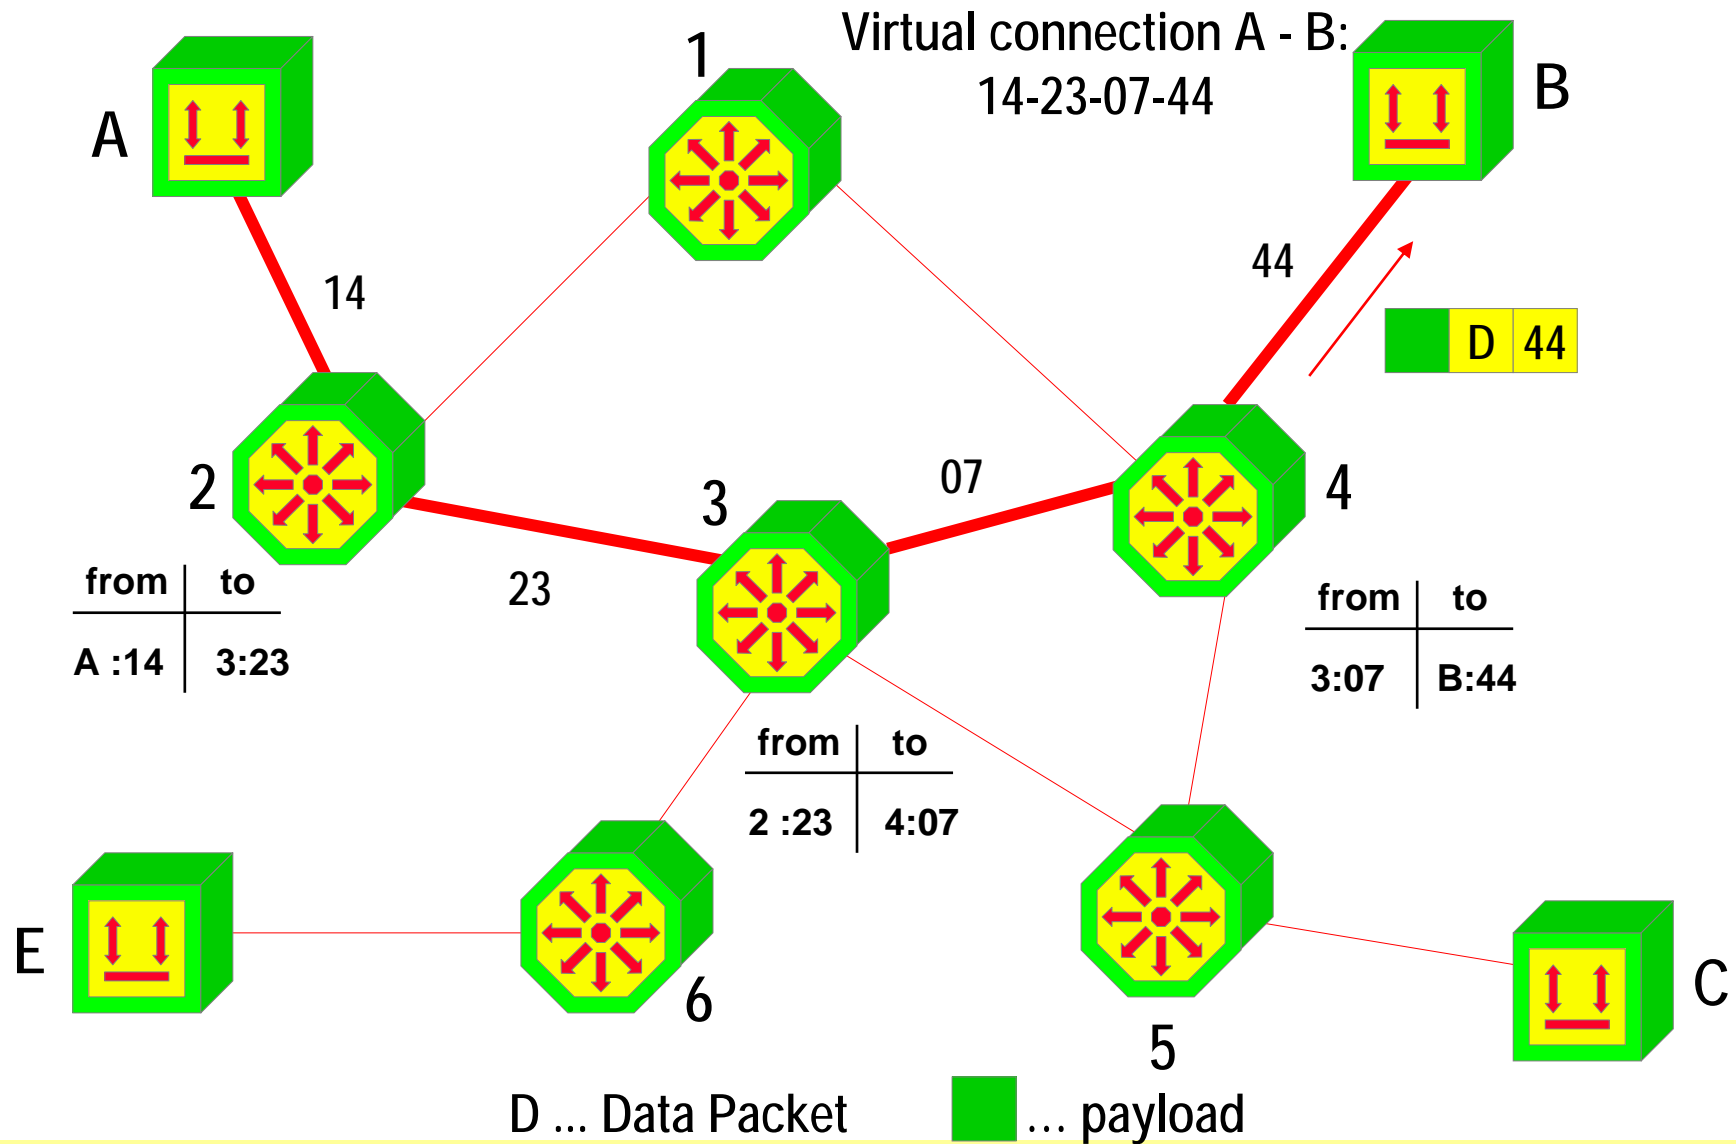 Virtual connection A - B:
14-23-07-44
1
A
B
14
44
D 44
2
3
07
4
23
from to
A :14 3:23
from to
3:07 B:44
from to
2 :23 4:07
E
6
5
C
D ... Data Packet
... payload